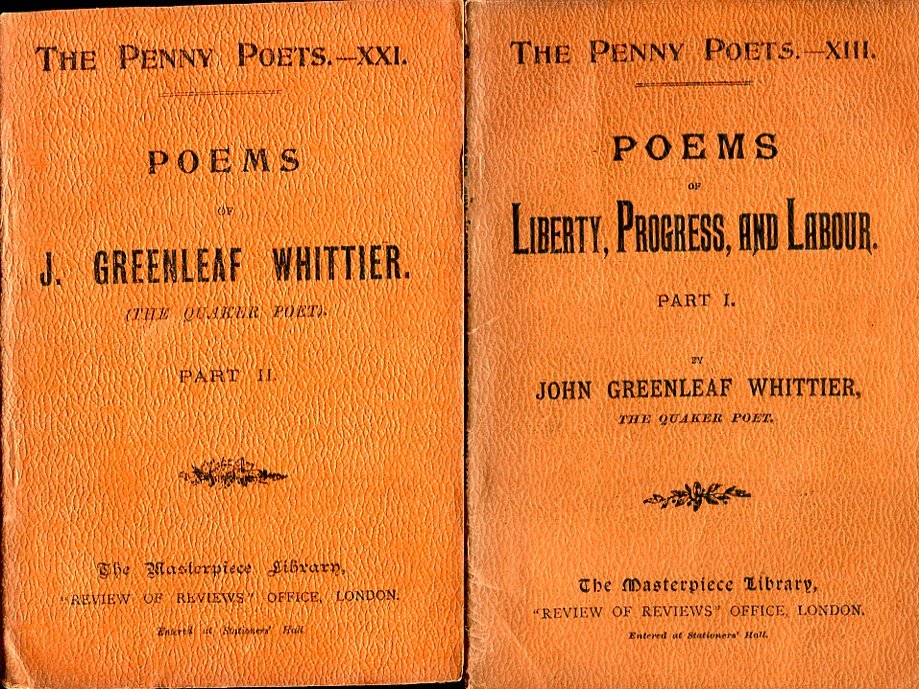 THE PENNY POETS.—XXI.
POEMS
OF
J. GREENLEAF WHITTIER.
(THE QUAKER POET).
PART II.
The Masterpiece Library,
"REVIEW OF REVIEWS" OFFICE, LONDON.
Entered at Stationers' Hall
THE PENNY POETS.—XIII.
POEMS
OF
LIBERTY, PROGRESS, AND LABOUR.
PART I.
BY
JOHN GREENLEAF WHITTIER,
THE QUAKER POET.
The Masterpiece Library,
"REVIEW OF REVIEWS" OFFICE, LONDON.
Entered at Stationers' Hall.